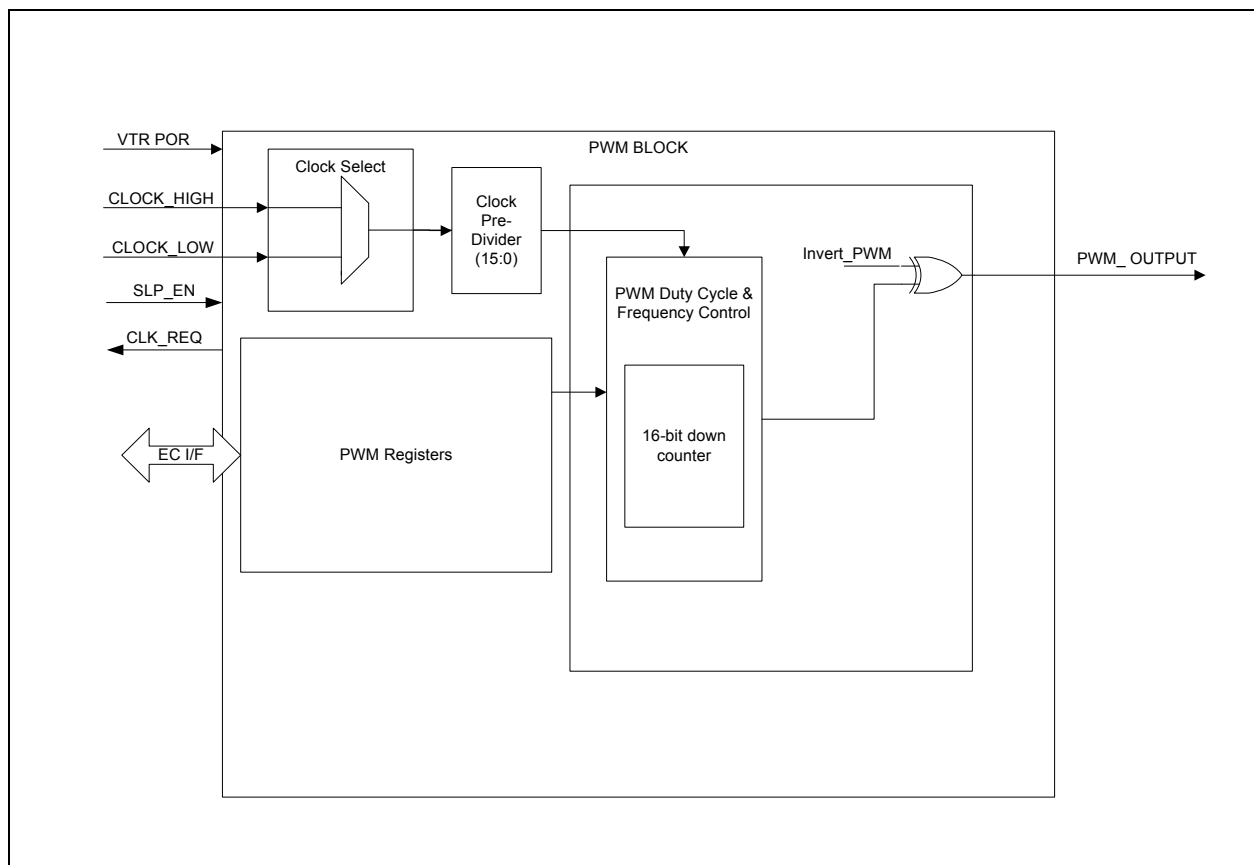 PWM BLOCK
VTR POR
Clock Select
CLOCK_HIGH
CLOCK_LOW
SLP_EN
CLK_REQ
EC I/F
Clock
Pre-
Divider
(15:0)
PWM Registers
PWM Duty Cycle &
Frequency Control
16-bit down
counter
Invert_PWM
PWM_ OUTPUT